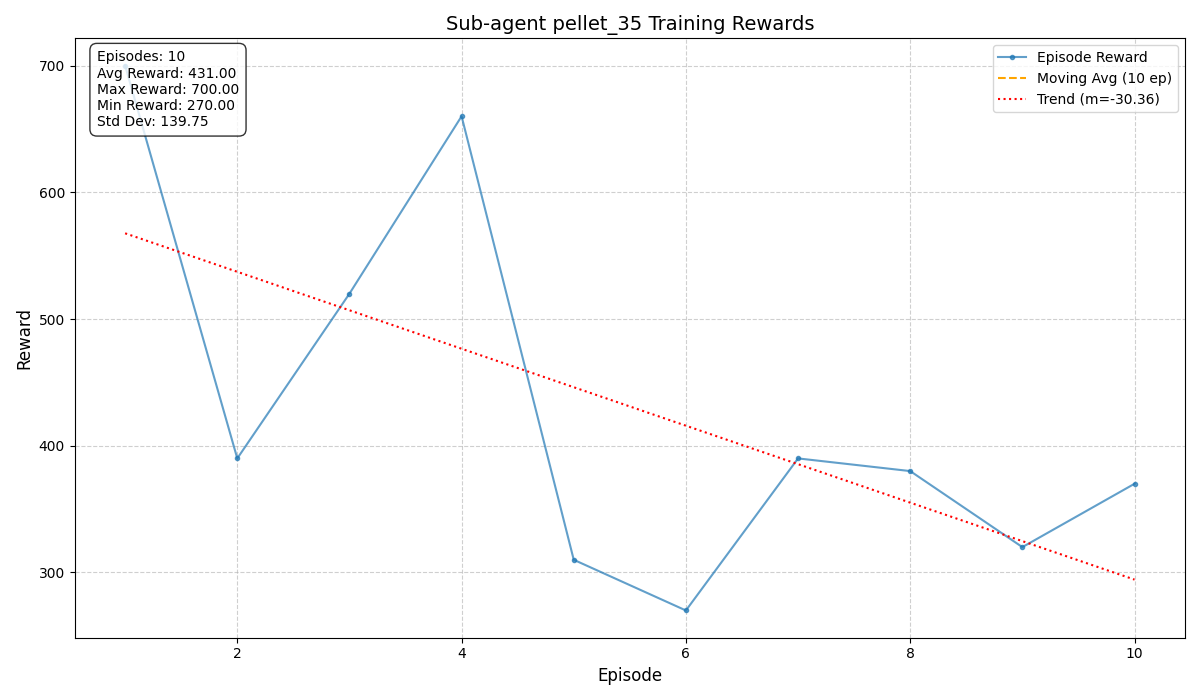 Sub-agent pellet_35 Training Rewards
Episodes: 10
Avg Reward: 431.00
Max Reward: 700.00
Min Reward: 270.00
Std Dev: 139.75
Episode Reward
Moving Avg (10 ep)
Trend (m=-30.36)
Reward
700
600
500
400
300
2
4
6
8
10
Episode